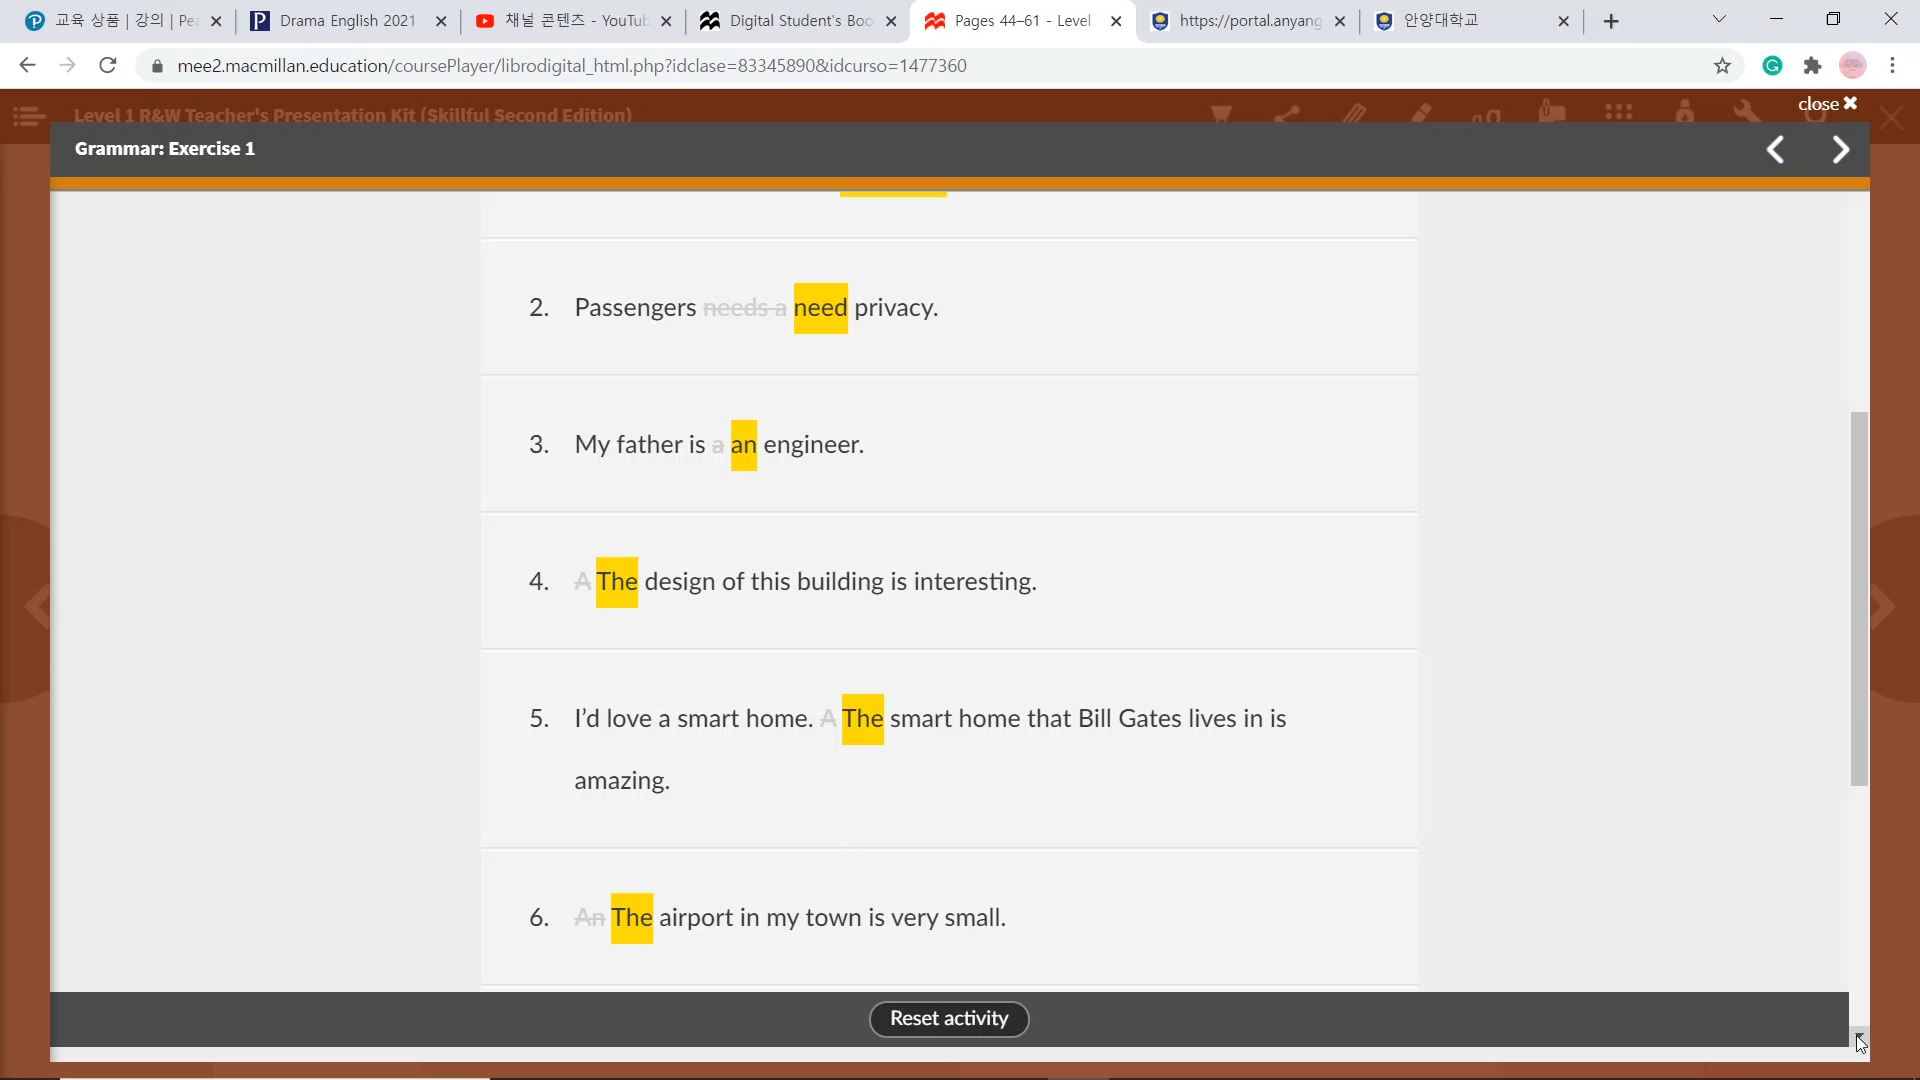 교육 상품 | 강의 | Pea
Drama English 2021
채널 콘텐츠 - YouTub
Digital Student's Boo
Pages 44–61 - Level
https://portal.anyang
안양대학교
mee2.macmillan.education/coursePlayer/librodigital_html.php?idclase=83345890&idcurso=1477360
Level 1 R&W Teacher's Presentation Kit (Skillful Second Edition)
close
Grammar: Exercise 1
2. Passengers needs a need privacy.
3. My father is a an engineer.
4. A The design of this building is interesting.
5. I'd love a smart home. A The smart home that Bill Gates lives in is
amazing.
6. An The airport in my town is very small.
Reset activity